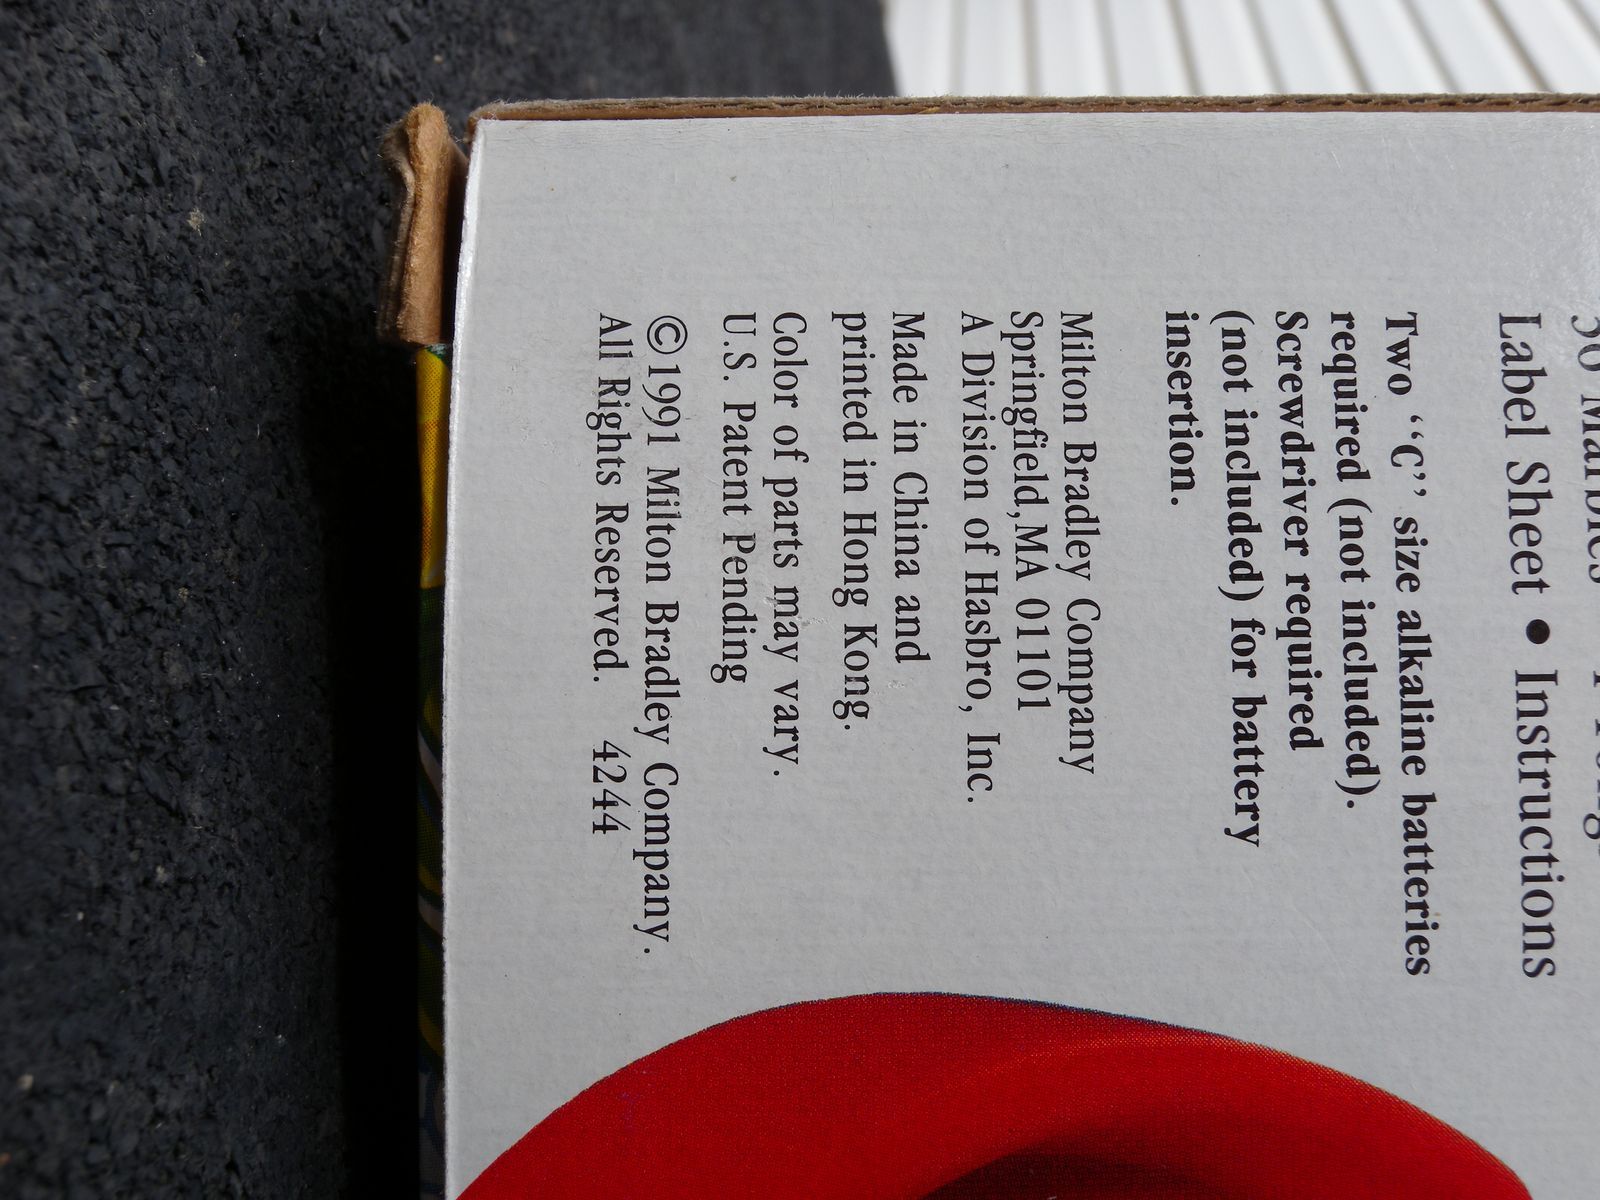 36 Marbles
Label Sheet • Instructions
Two “C” size alkaline batteries
required (not included).
Screwdriver required
(not included) for battery
insertion.
Milton Bradley Company
Springfield,MA 01101
A Division of Hasbro, Inc.
Made in China and
printed in Hong Kong.
Color of parts may vary.
U.S. Patent Pending
©1991 Milton Bradley Company.
All Rights Reserved. 4244